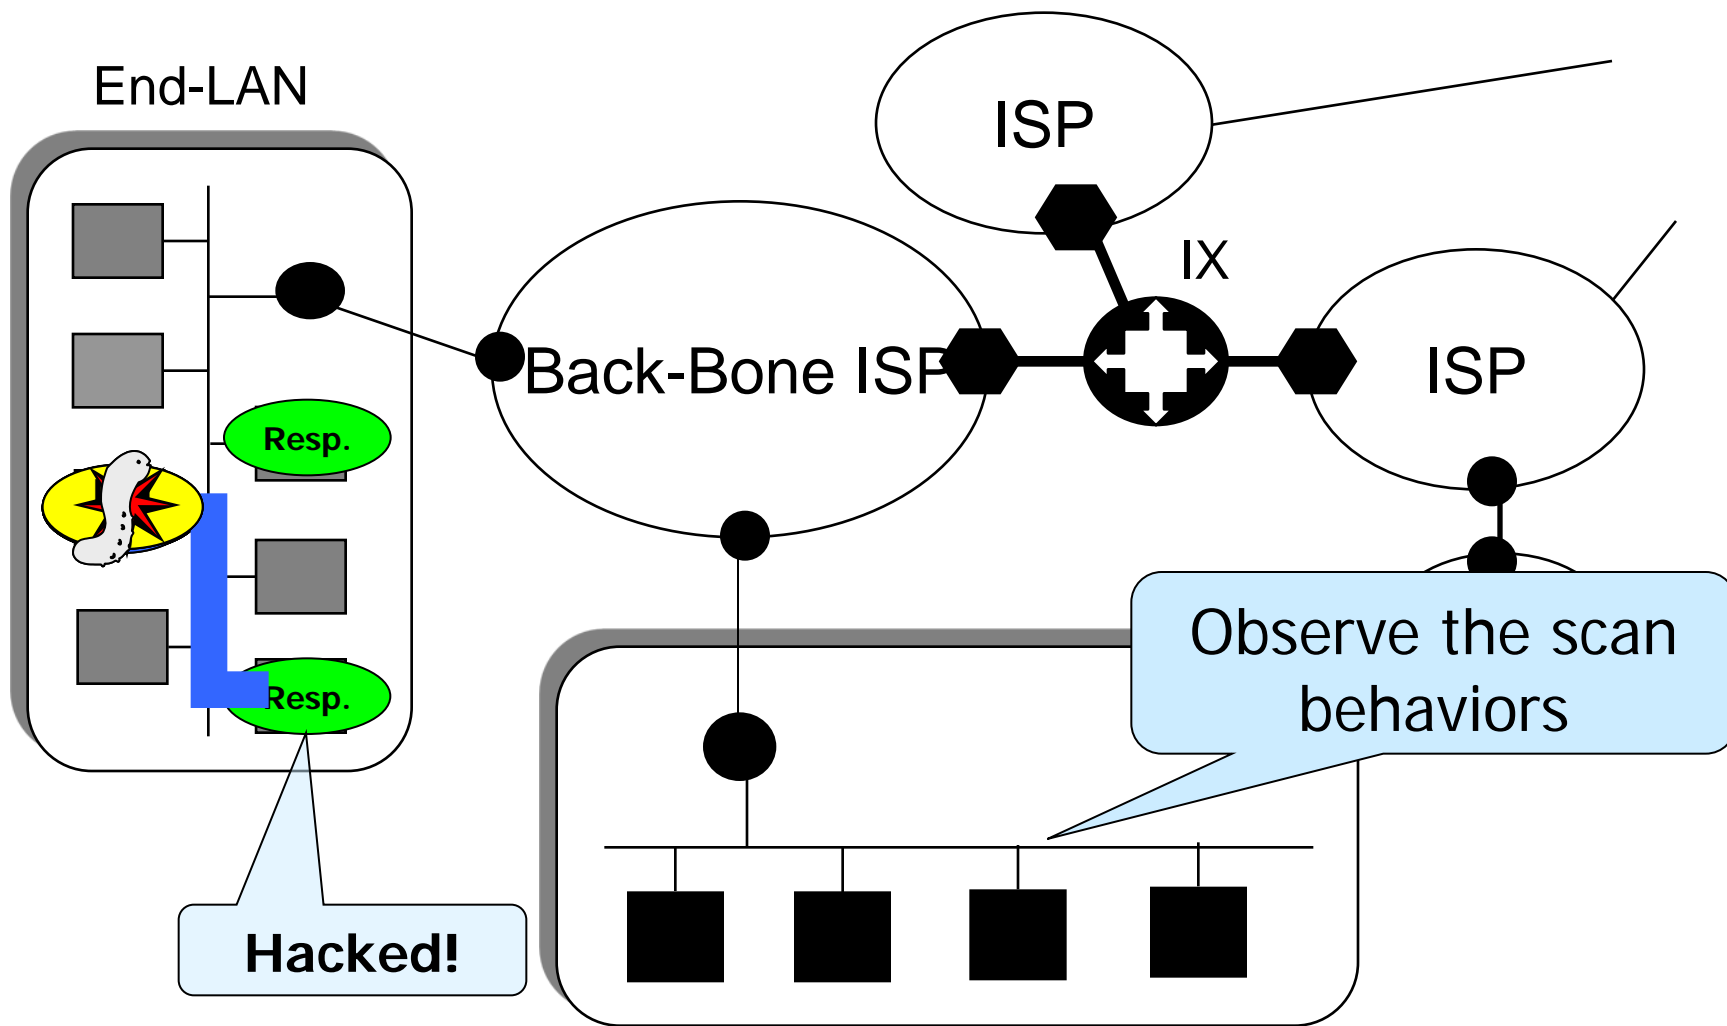 End-LAN
ISP
IX
Back-Bone ISP
ISP
Resp.
Resp.
Observe the scan
behaviors
Hacked!